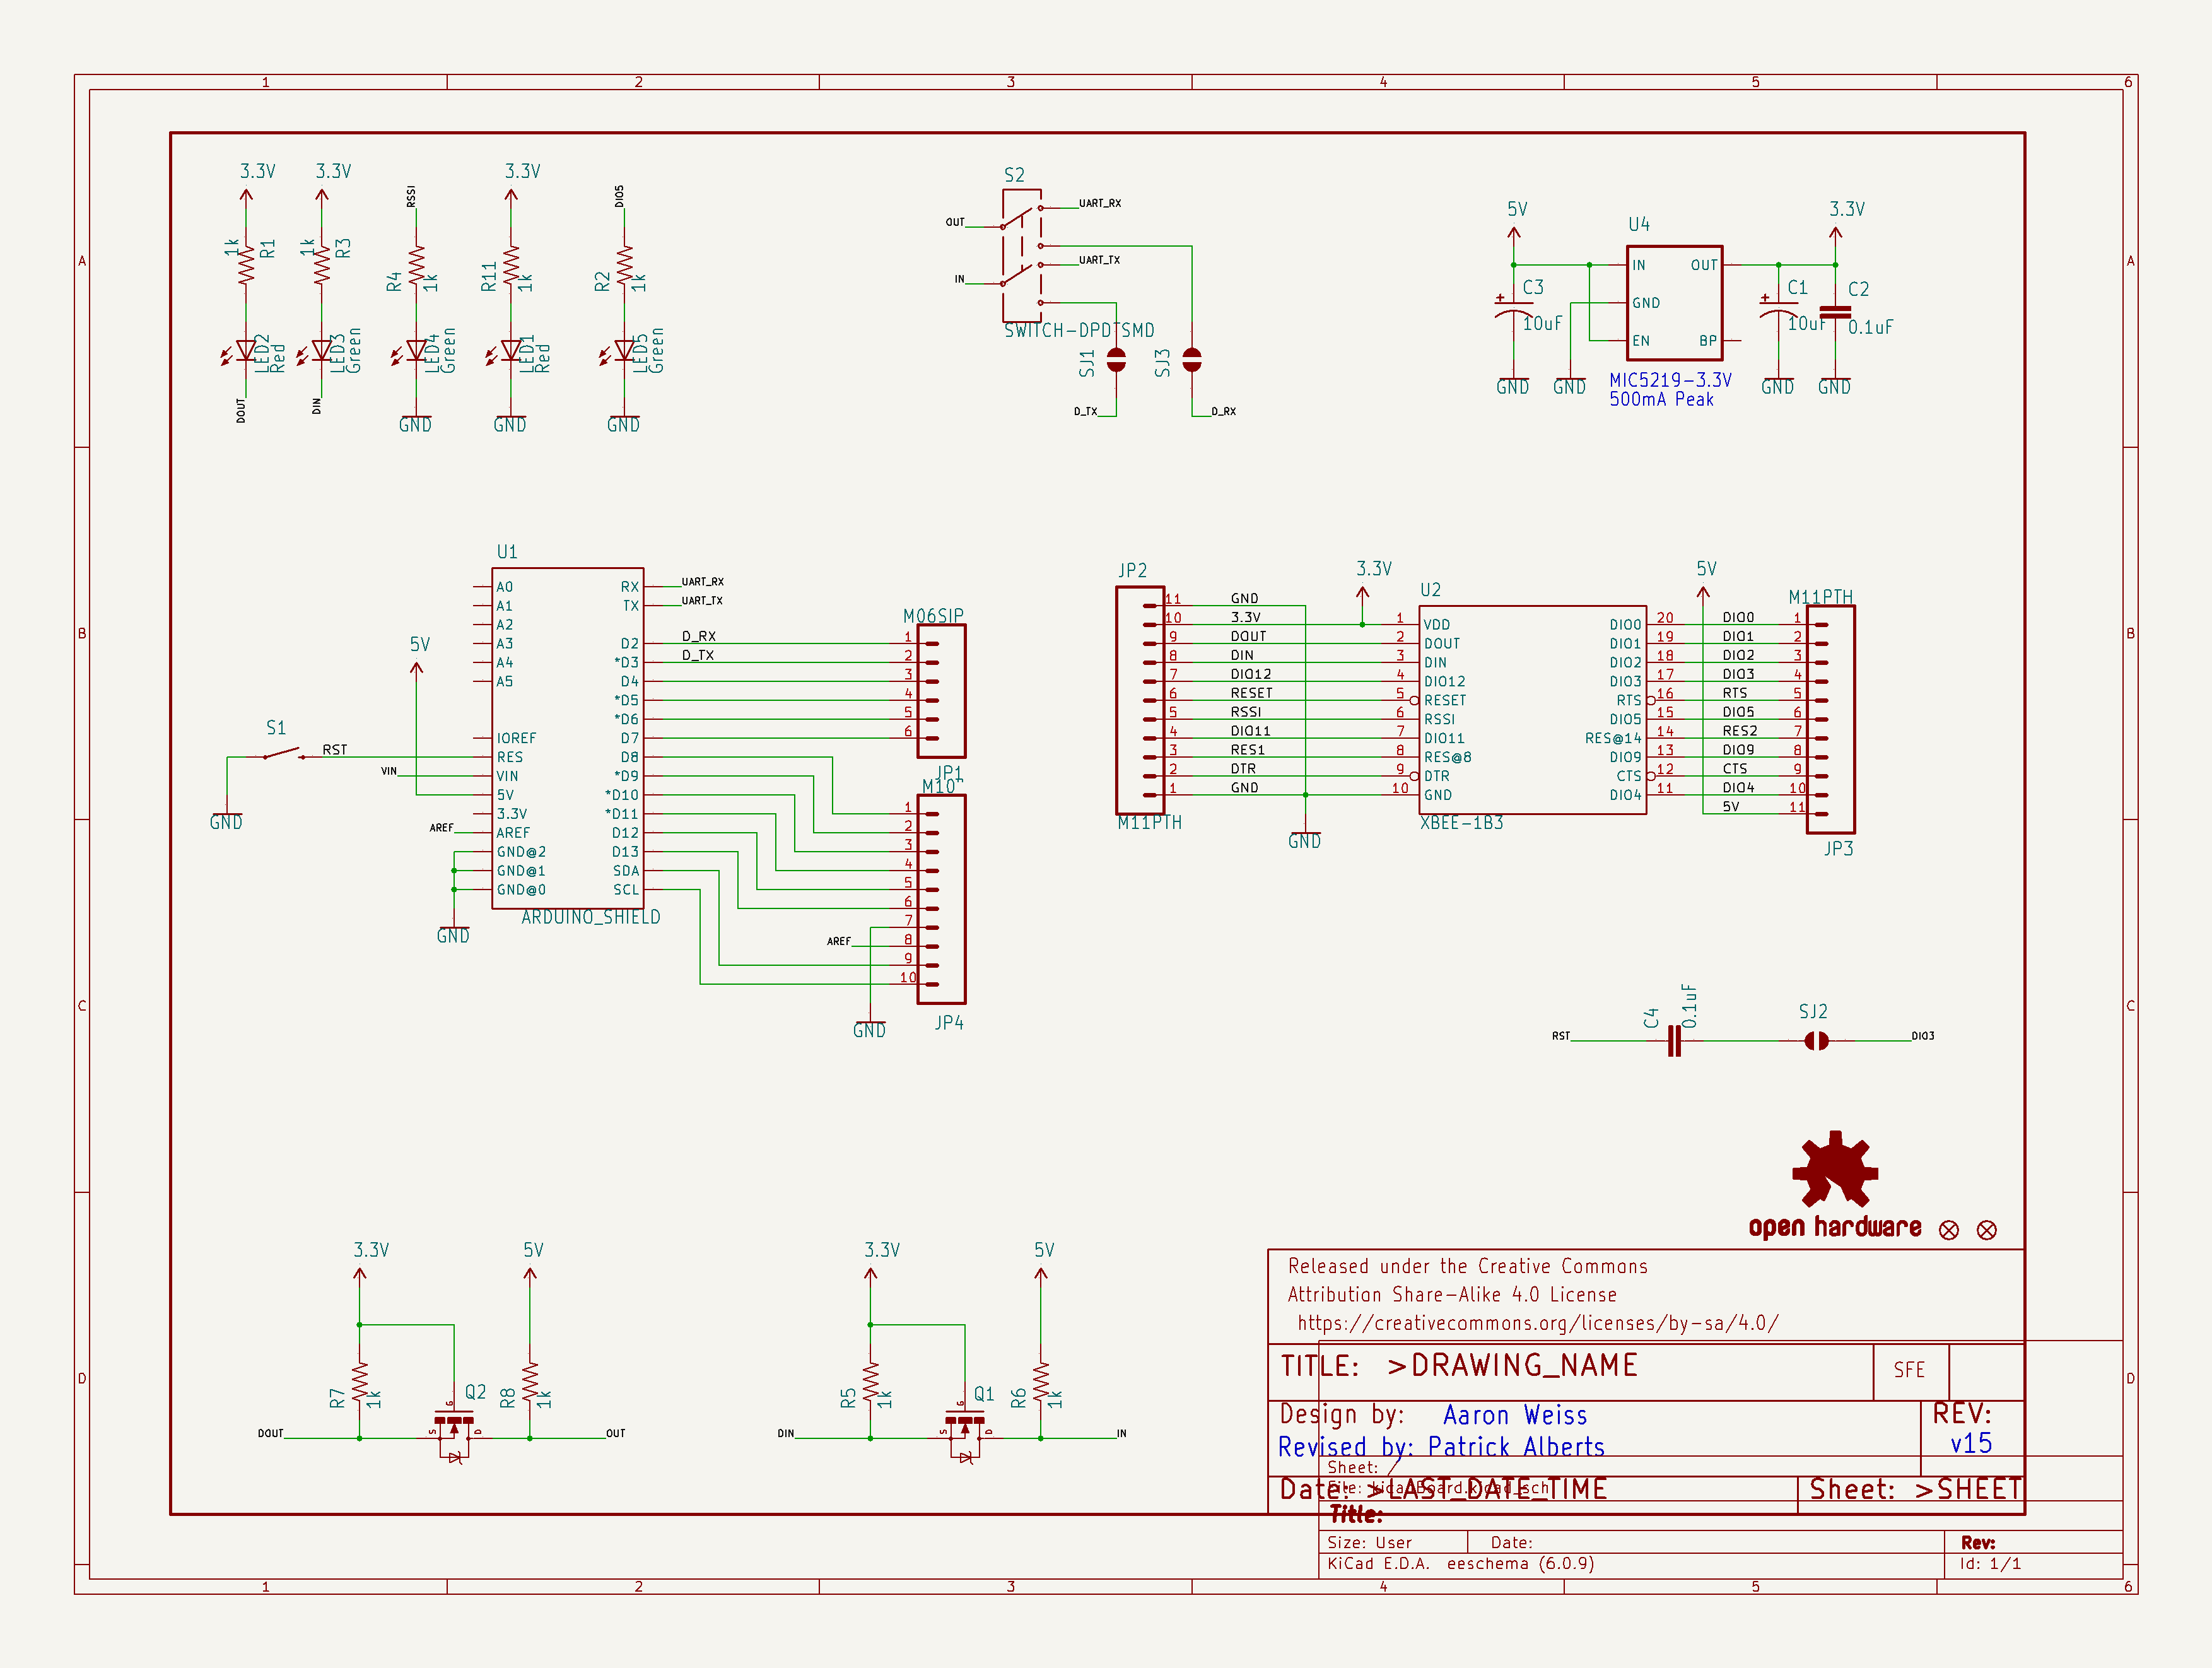 1 2 3 4 5 6
A A
B B
C C
D D
3.3V 3.3V RSSI 3.3V DIO5
1k R1 1k R3 R4 1k R11 1k R2 1k
LED2 Red LED3 Green LED4 Green LED1 Red LED5 Green
DOUT DIN GND GND GND
S2
OUT UART_RX
UART_TX
IN
SWITCH-DPDTSMD
SJ1 SJ3
D_TX D_RX
5V U4 3.3V
IN OUT
C3 GND C1 C2
10uF 10uF 0.1uF
EN BP
GND GND GND GND
MIC5219-3.3V
500mA Peak
U1
A0 RX UART_RX
A1 TX UART_TX
A2
A3 D2 D_RX
A4 *D3 D_TX
A5 D4
*D5
*D6
IOREF D7
RES D8
VIN *D9
5V *D10
3.3V *D11
AREF D12
GND@2 D13
GND@1 SDA
GND@0 SCL
ARDUINO_SHIELD
5V
S1
RST
VIN
GND
AREF
GND
M06SIP
1
2
3
4
5
6
JP1
M10"
1
2
3
4
5
6
7
AREF 8
9
10
GND
JP4
JP2 3.3V U2 5V M11PTH
11 GND
10 3.3V 1 VDD DIO0 20 DIO0 1
9 DOUT 2 DOUT DIO1 19 DIO1 2
8 DIN 3 DIN DIO2 18 DIO2 3
7 DIO12 4 DIO12 DIO3 17 DIO3 4
6 RESET 5 RESET RTS 16 RTS 5
5 RSSI 6 RSSI DIO5 15 DIO5 6
4 DIO11 7 DIO11 RES@14 14 RES2 7
3 RES1 8 RES@8 DIO9 13 DIO9 8
2 DTR 9 DTR CTS 12 CTS 9
1 GND 10 GND DIO4 11 DIO4 10
5V 11
M11PTH GND XBEE-1B3 JP3
C4 0.1uF SJ2
RST DIO3
open hardware
3.3V 5V
R7 1k Q2 R8 1k
G
S D
DOUT OUT
3.3V 5V
R5 1k Q1 R6 1k
G
S D
DIN IN
Released under the Creative Commons
Attribution Share-Alike 4.0 License
https://creativecommons.org/licenses/by-sa/4.0/
TITLE: >DRAWING_NAME SFE
Design by: Aaron Weiss REV:
Revised by: Patrick Alberts v15
Sheet: /
File: kicadBoard.kicad_sch
Date: >LAST_DATE_TIME Sheet: >SHEET
Title:
Size: User Date: Rev:
KiCad E.D.A. eeschema (6.0.9) Id: 1/1
1 2 3 4 5 6